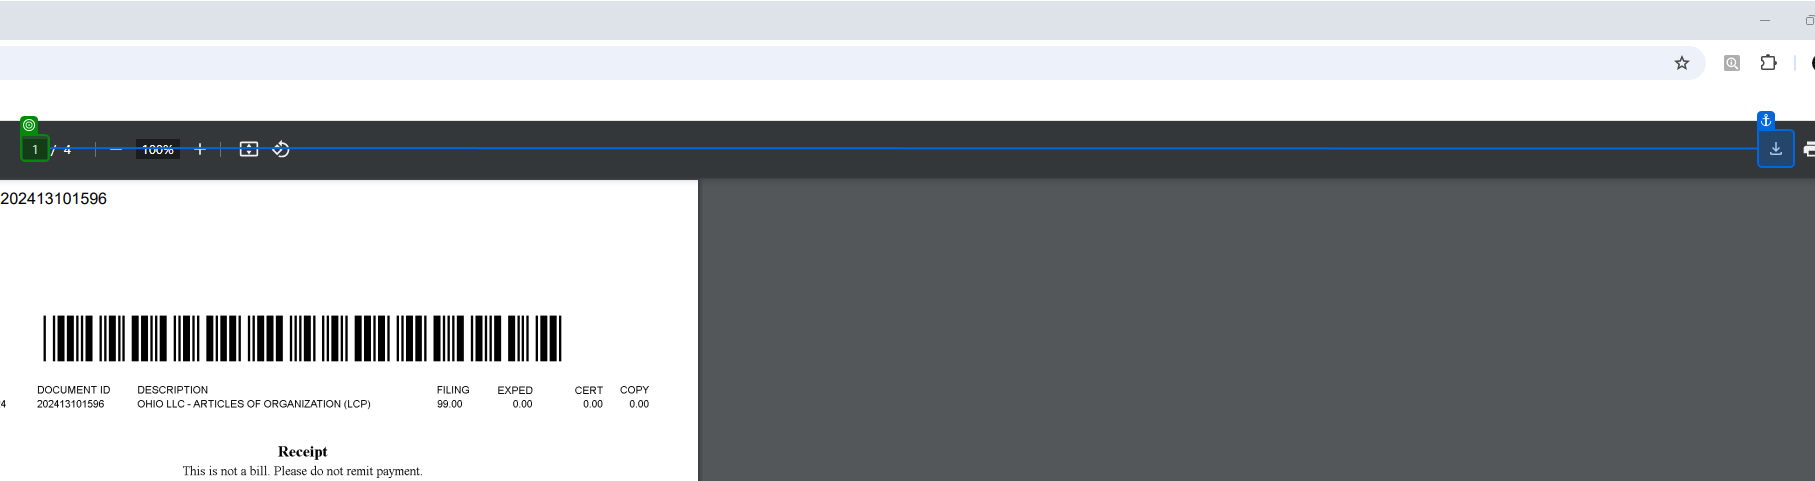 1 / 4 100%
202413101596
DOCUMENT ID DESCRIPTION FILING EXPED CERT COPY
4 202413101596 OHIO LLC - ARTICLES OF ORGANIZATION (LCP) 99.00 0.00 0.00 0.00
Receipt
This is not a bill. Please do not remit payment.